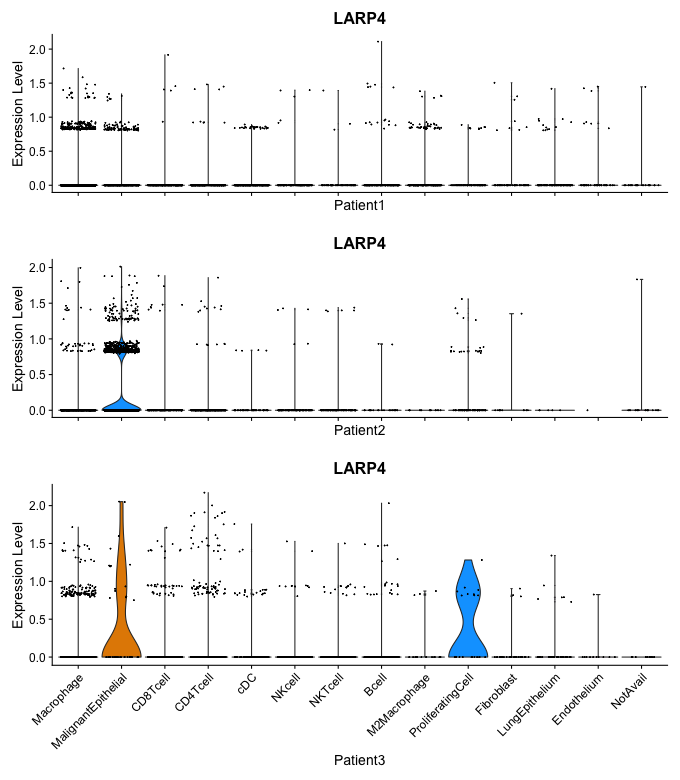 LARP4
Expression Level
2.0
1.5
1.0
0.5
0.0
Patient1
LARP4
Expression Level
2.0
1.5
1.0
0.5
0.0
Patient2
LARP4
Expression Level
2.0
1.5
1.0
0.5
0.0
Macrophage
MalignantEpithelial
CD8Tcell
CD4Tcell
cDC
NKcell
NKTcell
Bcell
M2Macrophage
ProliferatingCell
Fibroblast
LungEpithelium
Endothelium
NotAvail
Patient3